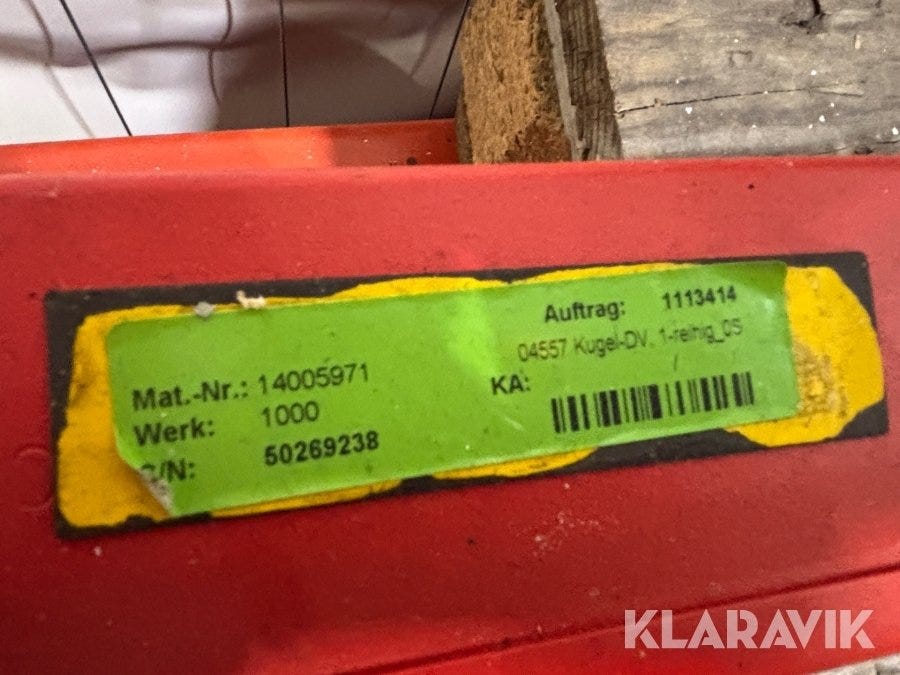 Mat.-Nr.: 14005971
Werk: 1000
S/N: 50269238
Auftrag: 1113414
04557 Kugel-DV. 1-reihig_05
KA:
KLARAVIK